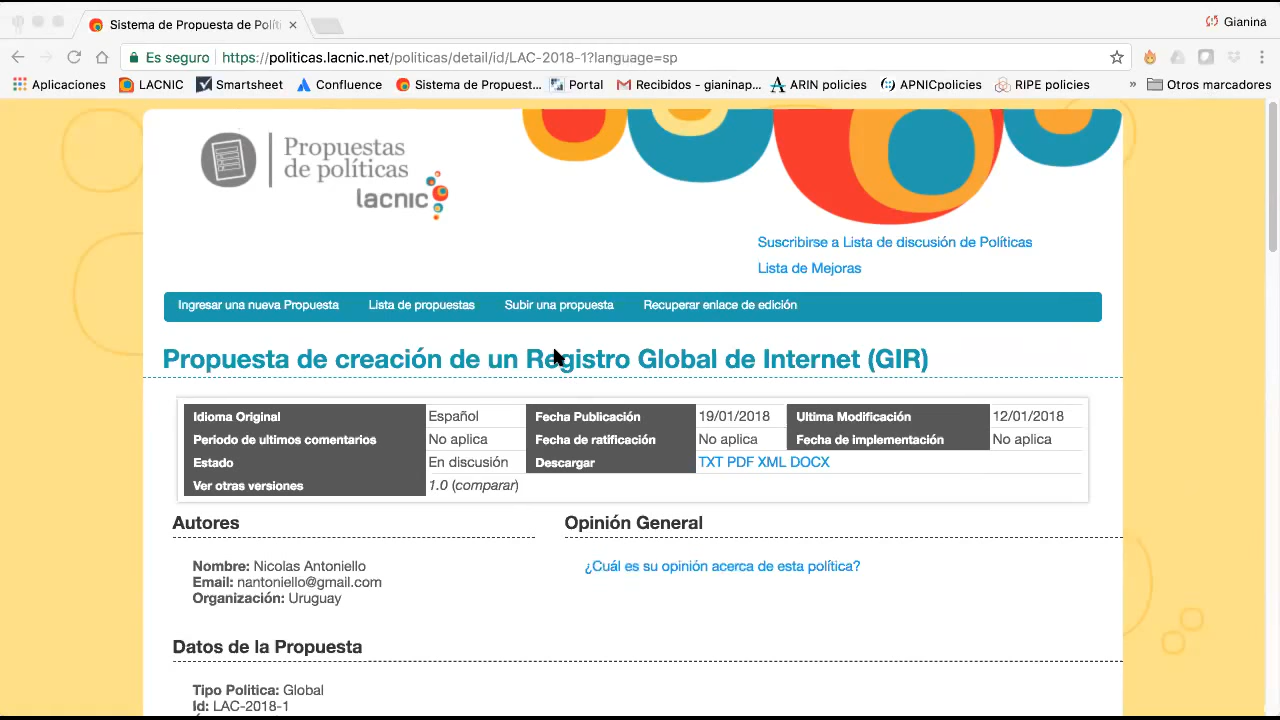 Sistema de Propuesta de Polít
Gianina
Es seguro
https://politicas.lacnic.net/politicas/detail/id/LAC-2018-1?language=sp
Aplicaciones LACNIC Smartsheet Confluence Sistema de Propuest... Portal Recibidos - gianinap... ARIN policies APNICpolicies RIPE policies » Otros marcadores
Propuestas
de políticas
lacnic
Suscribirse a Lista de discusión de Políticas
Lista de Mejoras
Ingresar una nueva Propuesta Lista de propuestas Subir una propuesta Recuperar enlace de edición
Propuesta de creación de un Registro Global de Internet (GIR)
Idioma Original Español Fecha Publicación 19/01/2018 Ultima Modificación 12/01/2018
Periodo de ultimos comentarios No aplica Fecha de ratificación No aplica Fecha de implementación No aplica
Estado En discusión Descargar TXT PDF XML DOCX
Ver otras versiones 1.0 (comparar)
Autores
Opinión General
Nombre: Nicolas Antoniello
¿Cuál es su opinión acerca de esta política?
Email: nantoniello@gmail.com
Organización: Uruguay
Datos de la Propuesta
Tipo Politica: Global
Id: LAC-2018-1